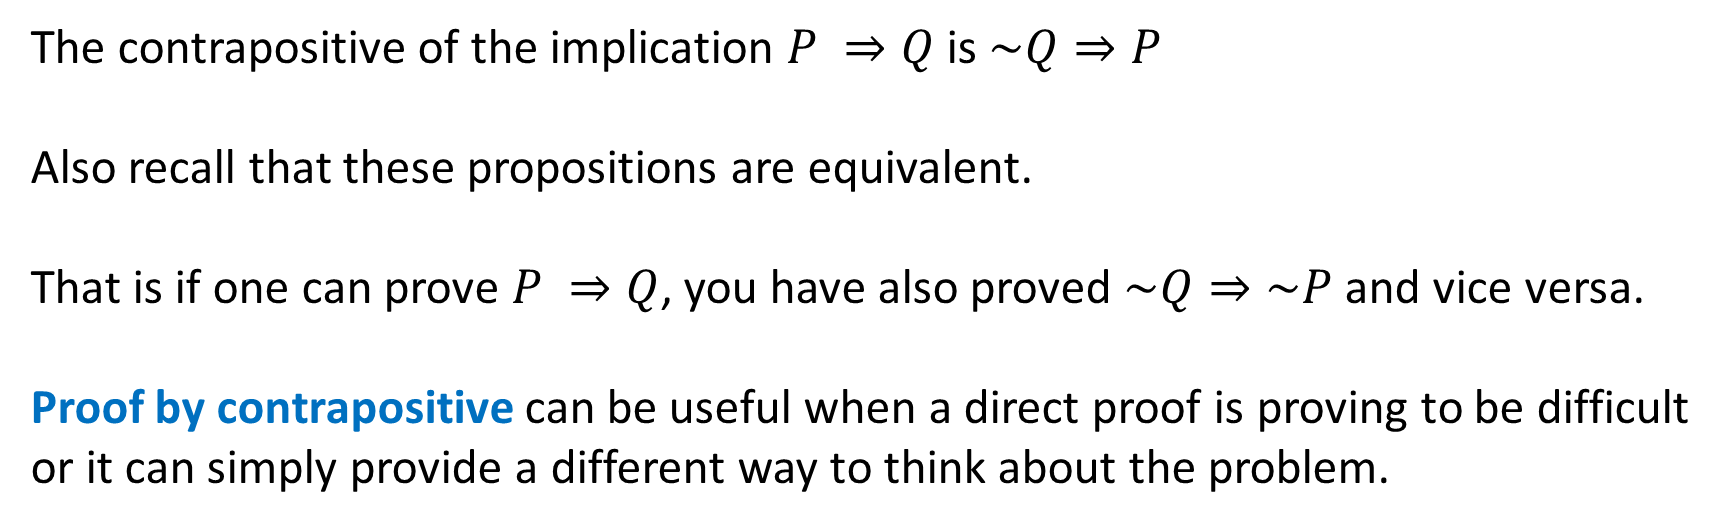 The contrapositive of the implication P ⇒ Q is ~Q ⇒ P
Also recall that these propositions are equivalent.
That is if one can prove P ⇒ Q, you have also proved ~Q ⇒ ~P and vice versa.
Proof by contrapositive can be useful when a direct proof is proving to be difficult
or it can simply provide a different way to think about the problem.